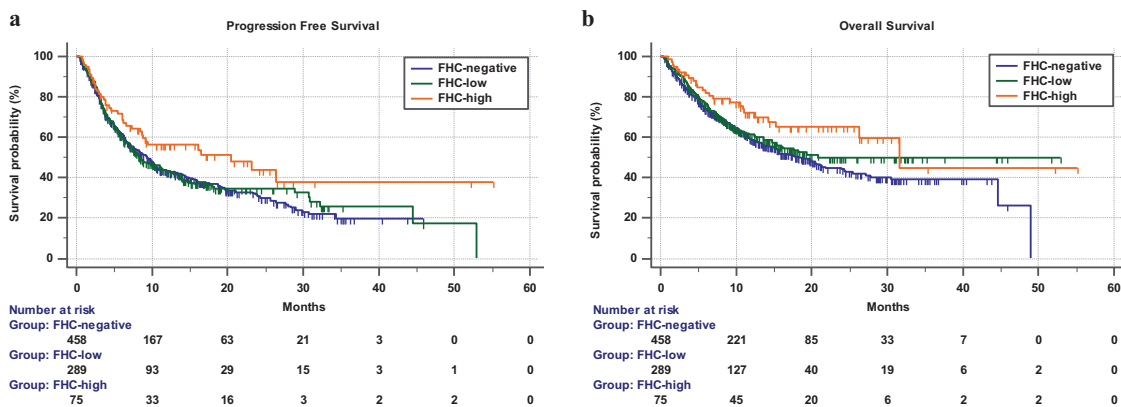 a
Progression Free Survival
Survival probability (%)
100
80
60
40
20
0
FHC-negative
FHC-low
FHC-high
0 10 20 30 40 50 60
Months
Number at risk
Group: FHC-negative
458 167 63 21 3 0 0
Group: FHC-low
289 93 29 15 3 1 0
Group: FHC-high
75 33 16 3 2 2 0
b
Overall Survival
Survival probability (%)
100
80
60
40
20
0
FHC-negative
FHC-low
FHC-high
0 10 20 30 40 50 60
Months
Number at risk
Group: FHC-negative
458 221 85 33 7 0 0
Group: FHC-low
289 127 40 19 6 2 0
Group: FHC-high
75 45 20 6 2 2 0